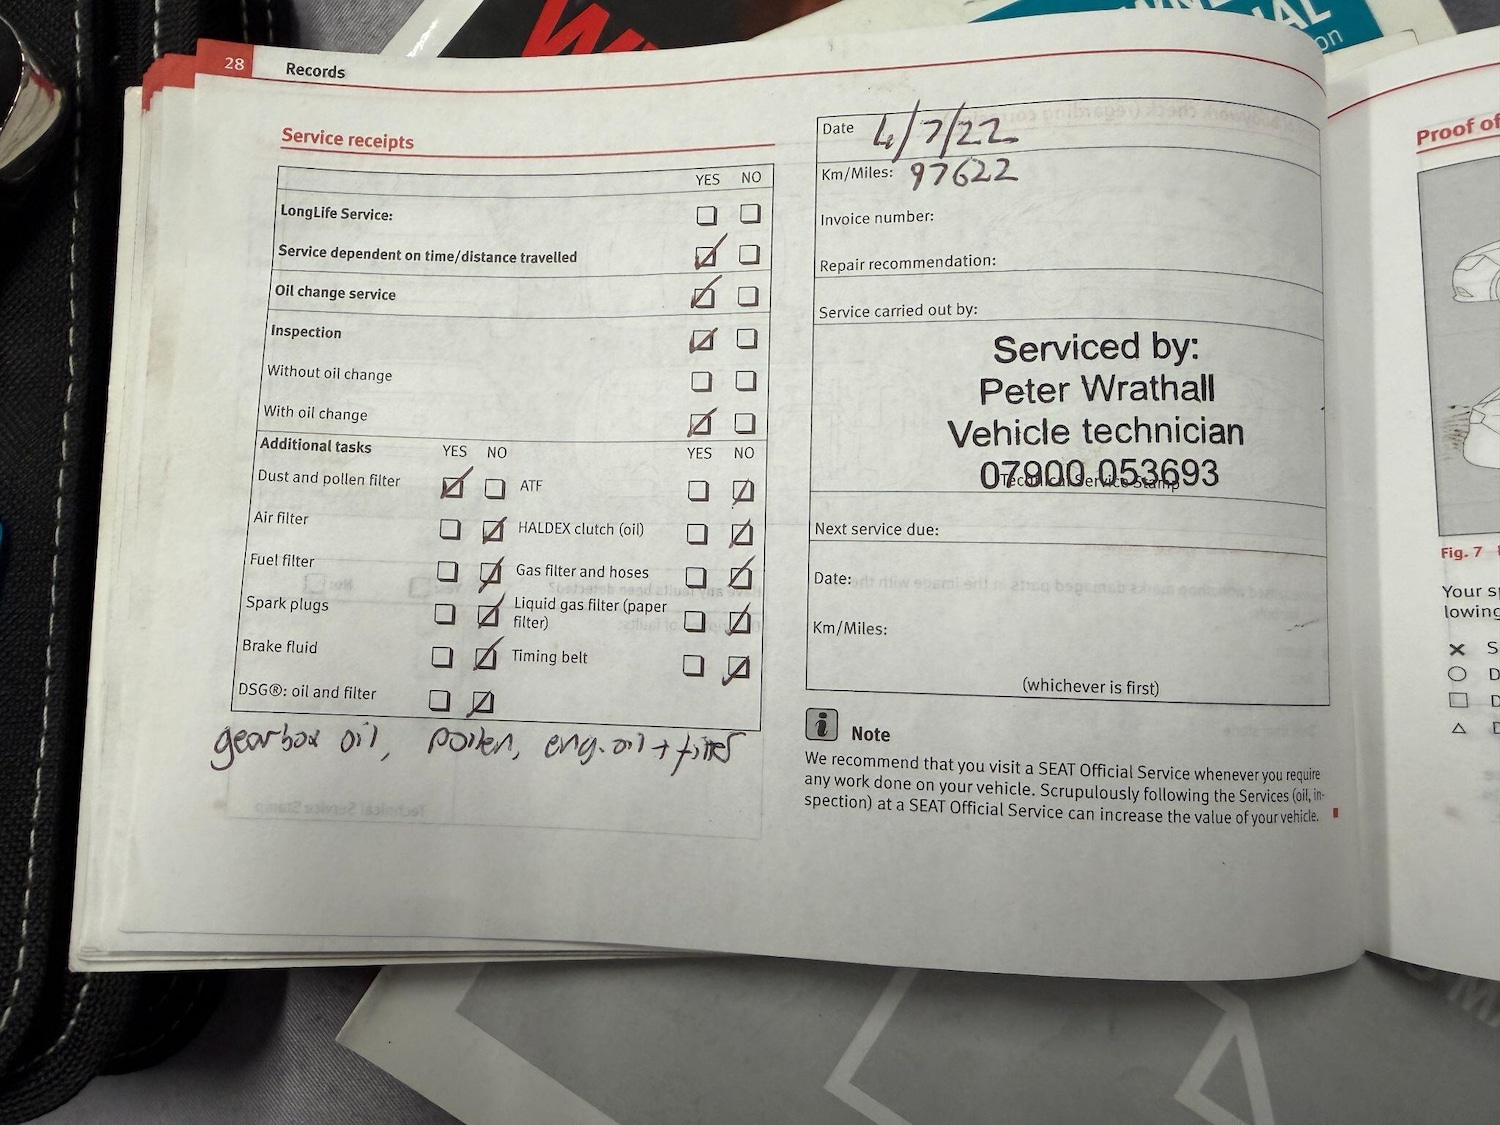 28 Records
Service receipts
YES NO
LongLife Service:
Service dependent on time/distance travelled
Oil change service
Inspection
Without oil change
With oil change
Additional tasks YES NO YES NO
Dust and pollen filter ATF
Air filter HALDEX clutch (oil)
Fuel filter Gas filter and hoses
Spark plugs Liquid gas filter (paper
filter)
Brake fluid Timing belt
DSG®: oil and filter
gearbox oil, pollen, eng. oil + filter
Date 4/7/22
Km/Miles: 97622
Invoice number:
Repair recommendation:
Service carried out by:
Serviced by:
Peter Wrathall
Vehicle technician
07900 053693
Technical Service Stamp
Next service due:
Date:
Km/Miles:
(whichever is first)
i Note
We recommend that you visit a SEAT Official Service whenever you require
any work done on your vehicle. Scrupulously following the Services (oil, in-
spection) at a SEAT Official Service can increase the value of your vehicle.
Proof of
Fig. 7
Your
lowing